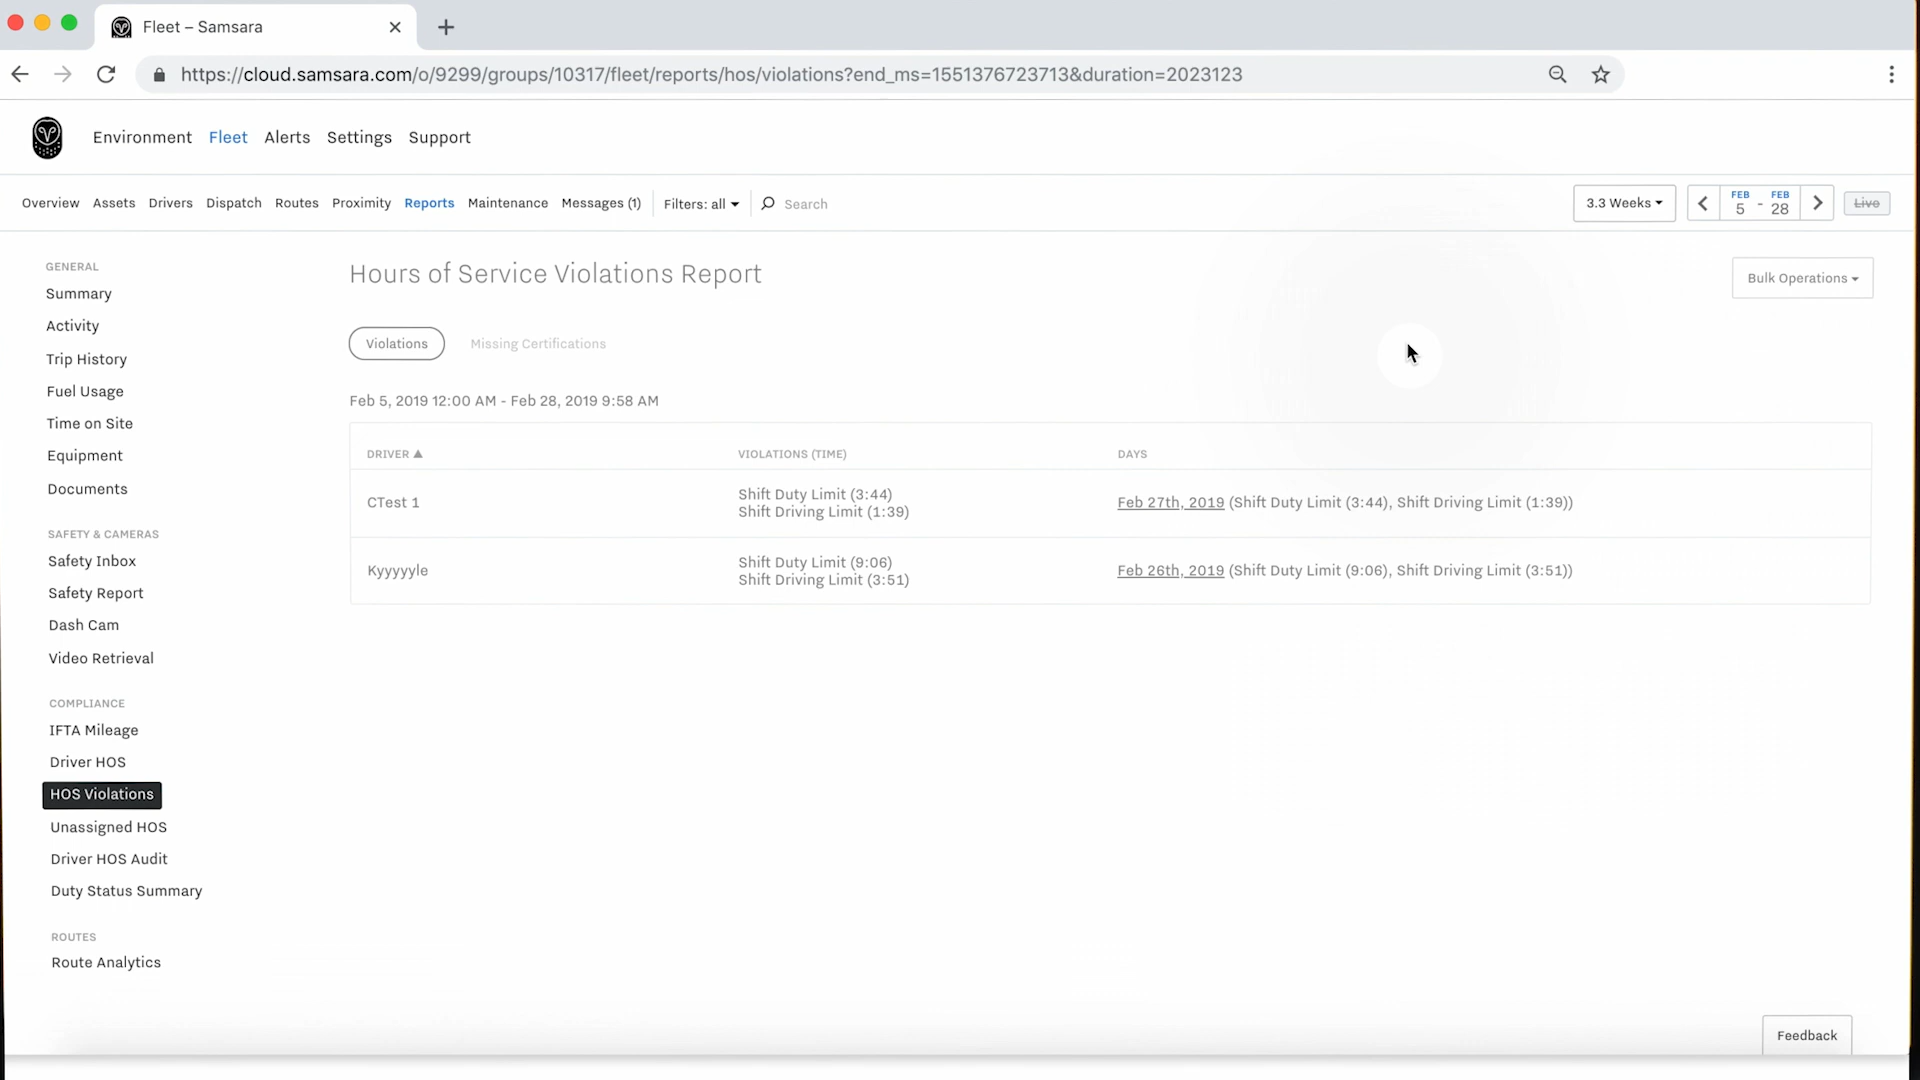 Fleet – Samsara
https://cloud.samsara.com/o/9299/groups/10317/fleet/reports/hos/violations?end_ms=1551376723713&duration=2023123
Environment Fleet Alerts Settings Support
Overview Assets Drivers Dispatch Routes Proximity Reports Maintenance Messages (1) Filters: all Search 3.3 Weeks FEB 5 - FEB 28 Live
GENERAL
Summary
Activity
Trip History
Fuel Usage
Time on Site
Equipment
Documents
SAFETY & CAMERAS
Safety Inbox
Safety Report
Dash Cam
Video Retrieval
COMPLIANCE
IFTA Mileage
Driver HOS
HOS Violations
Unassigned HOS
Driver HOS Audit
Duty Status Summary
ROUTES
Route Analytics
Hours of Service Violations Report
Bulk Operations
Violations Missing Certifications
Feb 5, 2019 12:00 AM - Feb 28, 2019 9:58 AM
DRIVER VIOLATIONS (TIME) DAYS
CTest 1
Shift Duty Limit (3:44)
Shift Driving Limit (1:39)
Feb 27th, 2019 (Shift Duty Limit (3:44), Shift Driving Limit (1:39))
Kyyyyyle
Shift Duty Limit (9:06)
Shift Driving Limit (3:51)
Feb 26th, 2019 (Shift Duty Limit (9:06), Shift Driving Limit (3:51))
Feedback